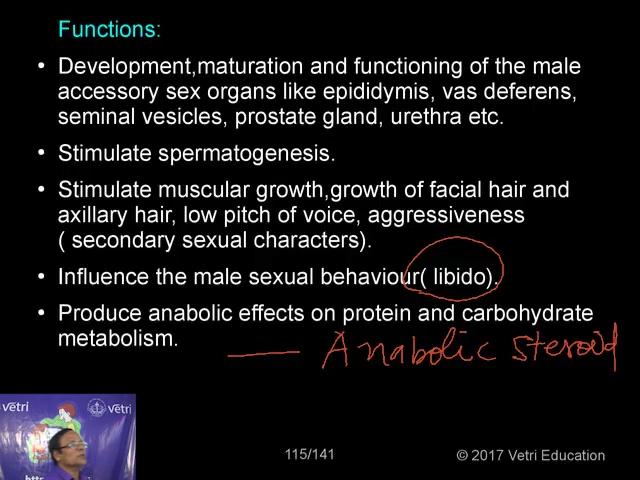 Functions:
• Development,maturation and functioning of the male
accessory sex organs like epididymis, vas deferens,
seminal vesicles, prostate gland, urethra etc.
• Stimulate spermatogenesis.
• Stimulate muscular growth,growth of facial hair and
axillary hair, low pitch of voice, aggressiveness
( secondary sexual characters).
• Influence the male sexual behaviour( libido).
• Produce anabolic effects on protein and carbohydrate
metabolism.
Anabolic steroid
vetri vetri
115/141
© 2017 Vetri Education